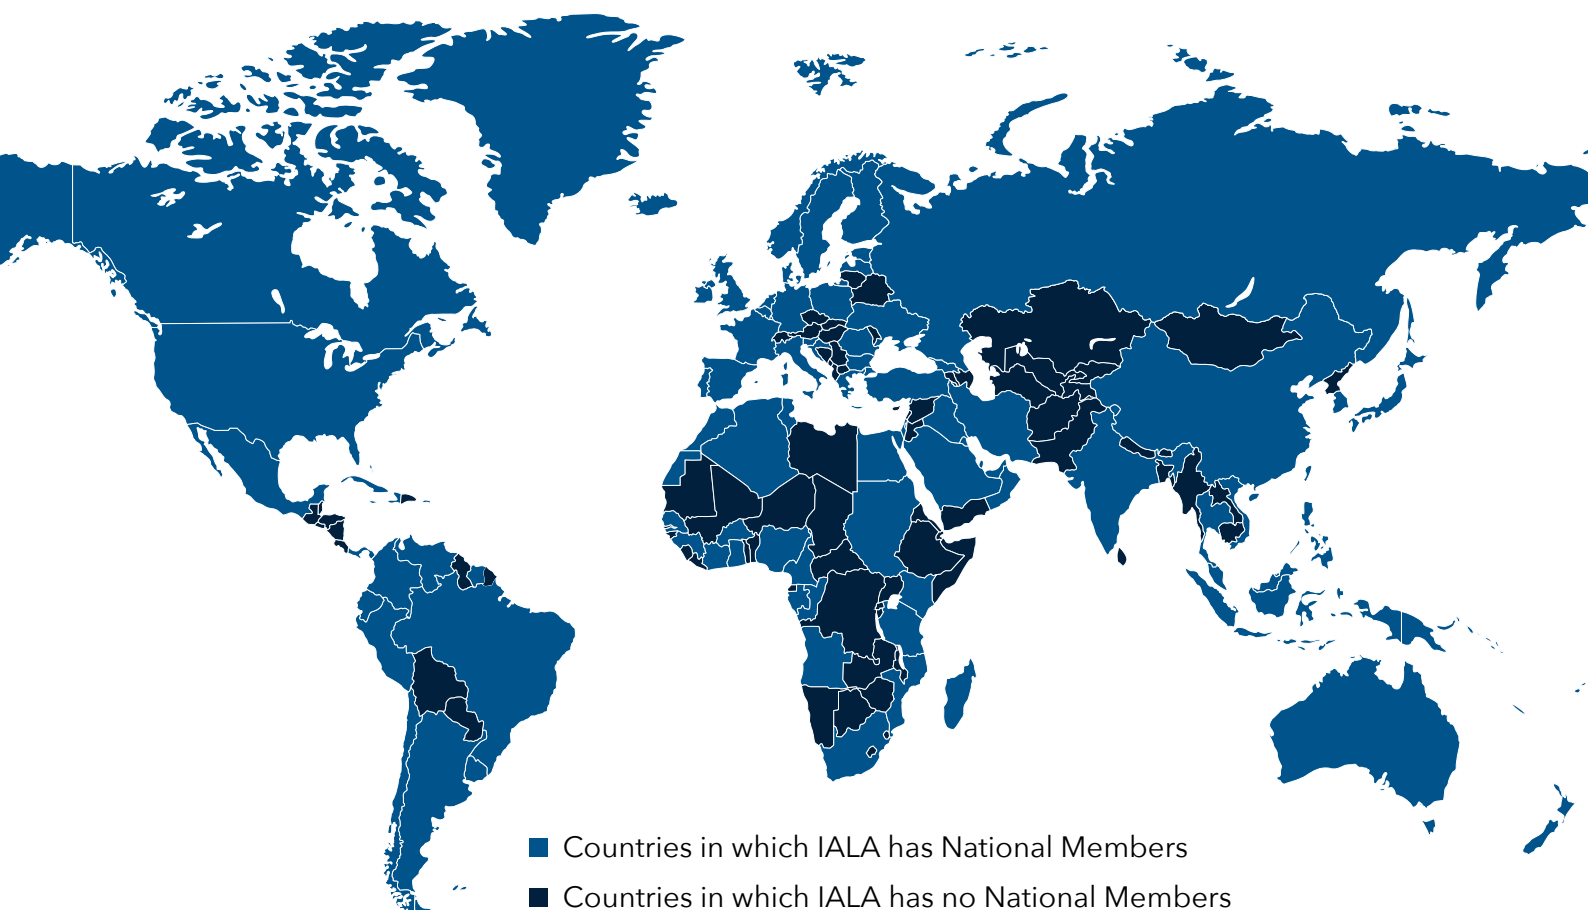 Countries in which IALA has National Members
Countries in which IALA has no National Members